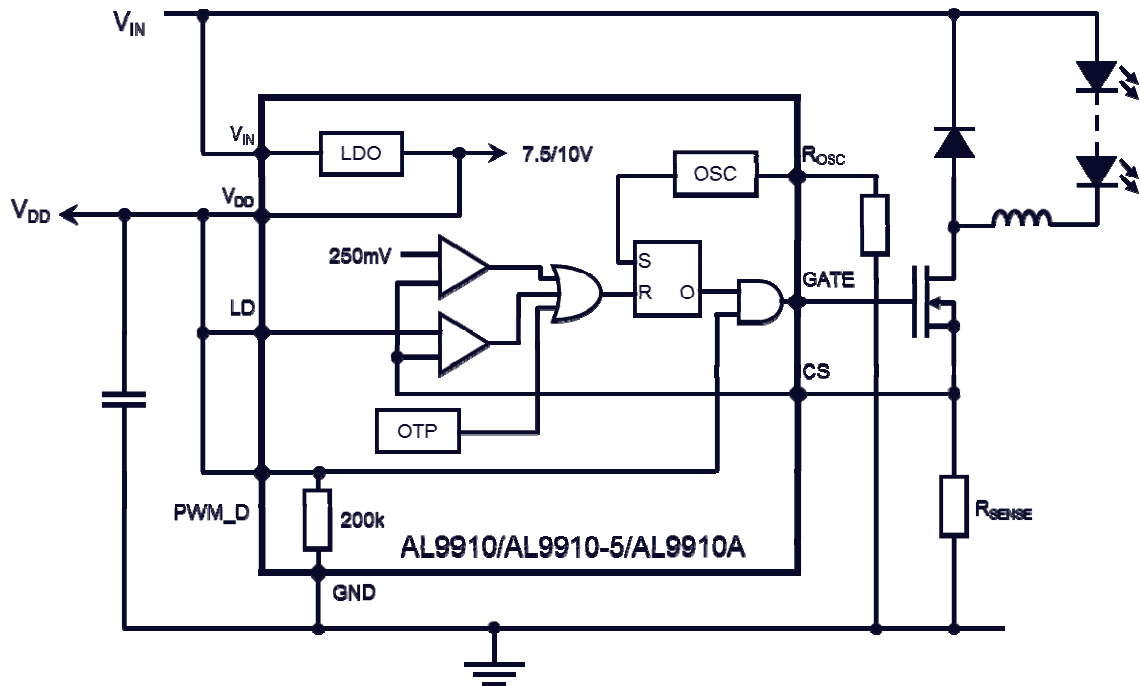 VIN
VIN
LDO
7.5/10V
OSC
ROSC
VDD
VDD
250mV
S
R
O
GATE
LD
CS
OTP
PWM_D
200k
RSENSE
AL9910/AL9910-5/AL9910A
GND